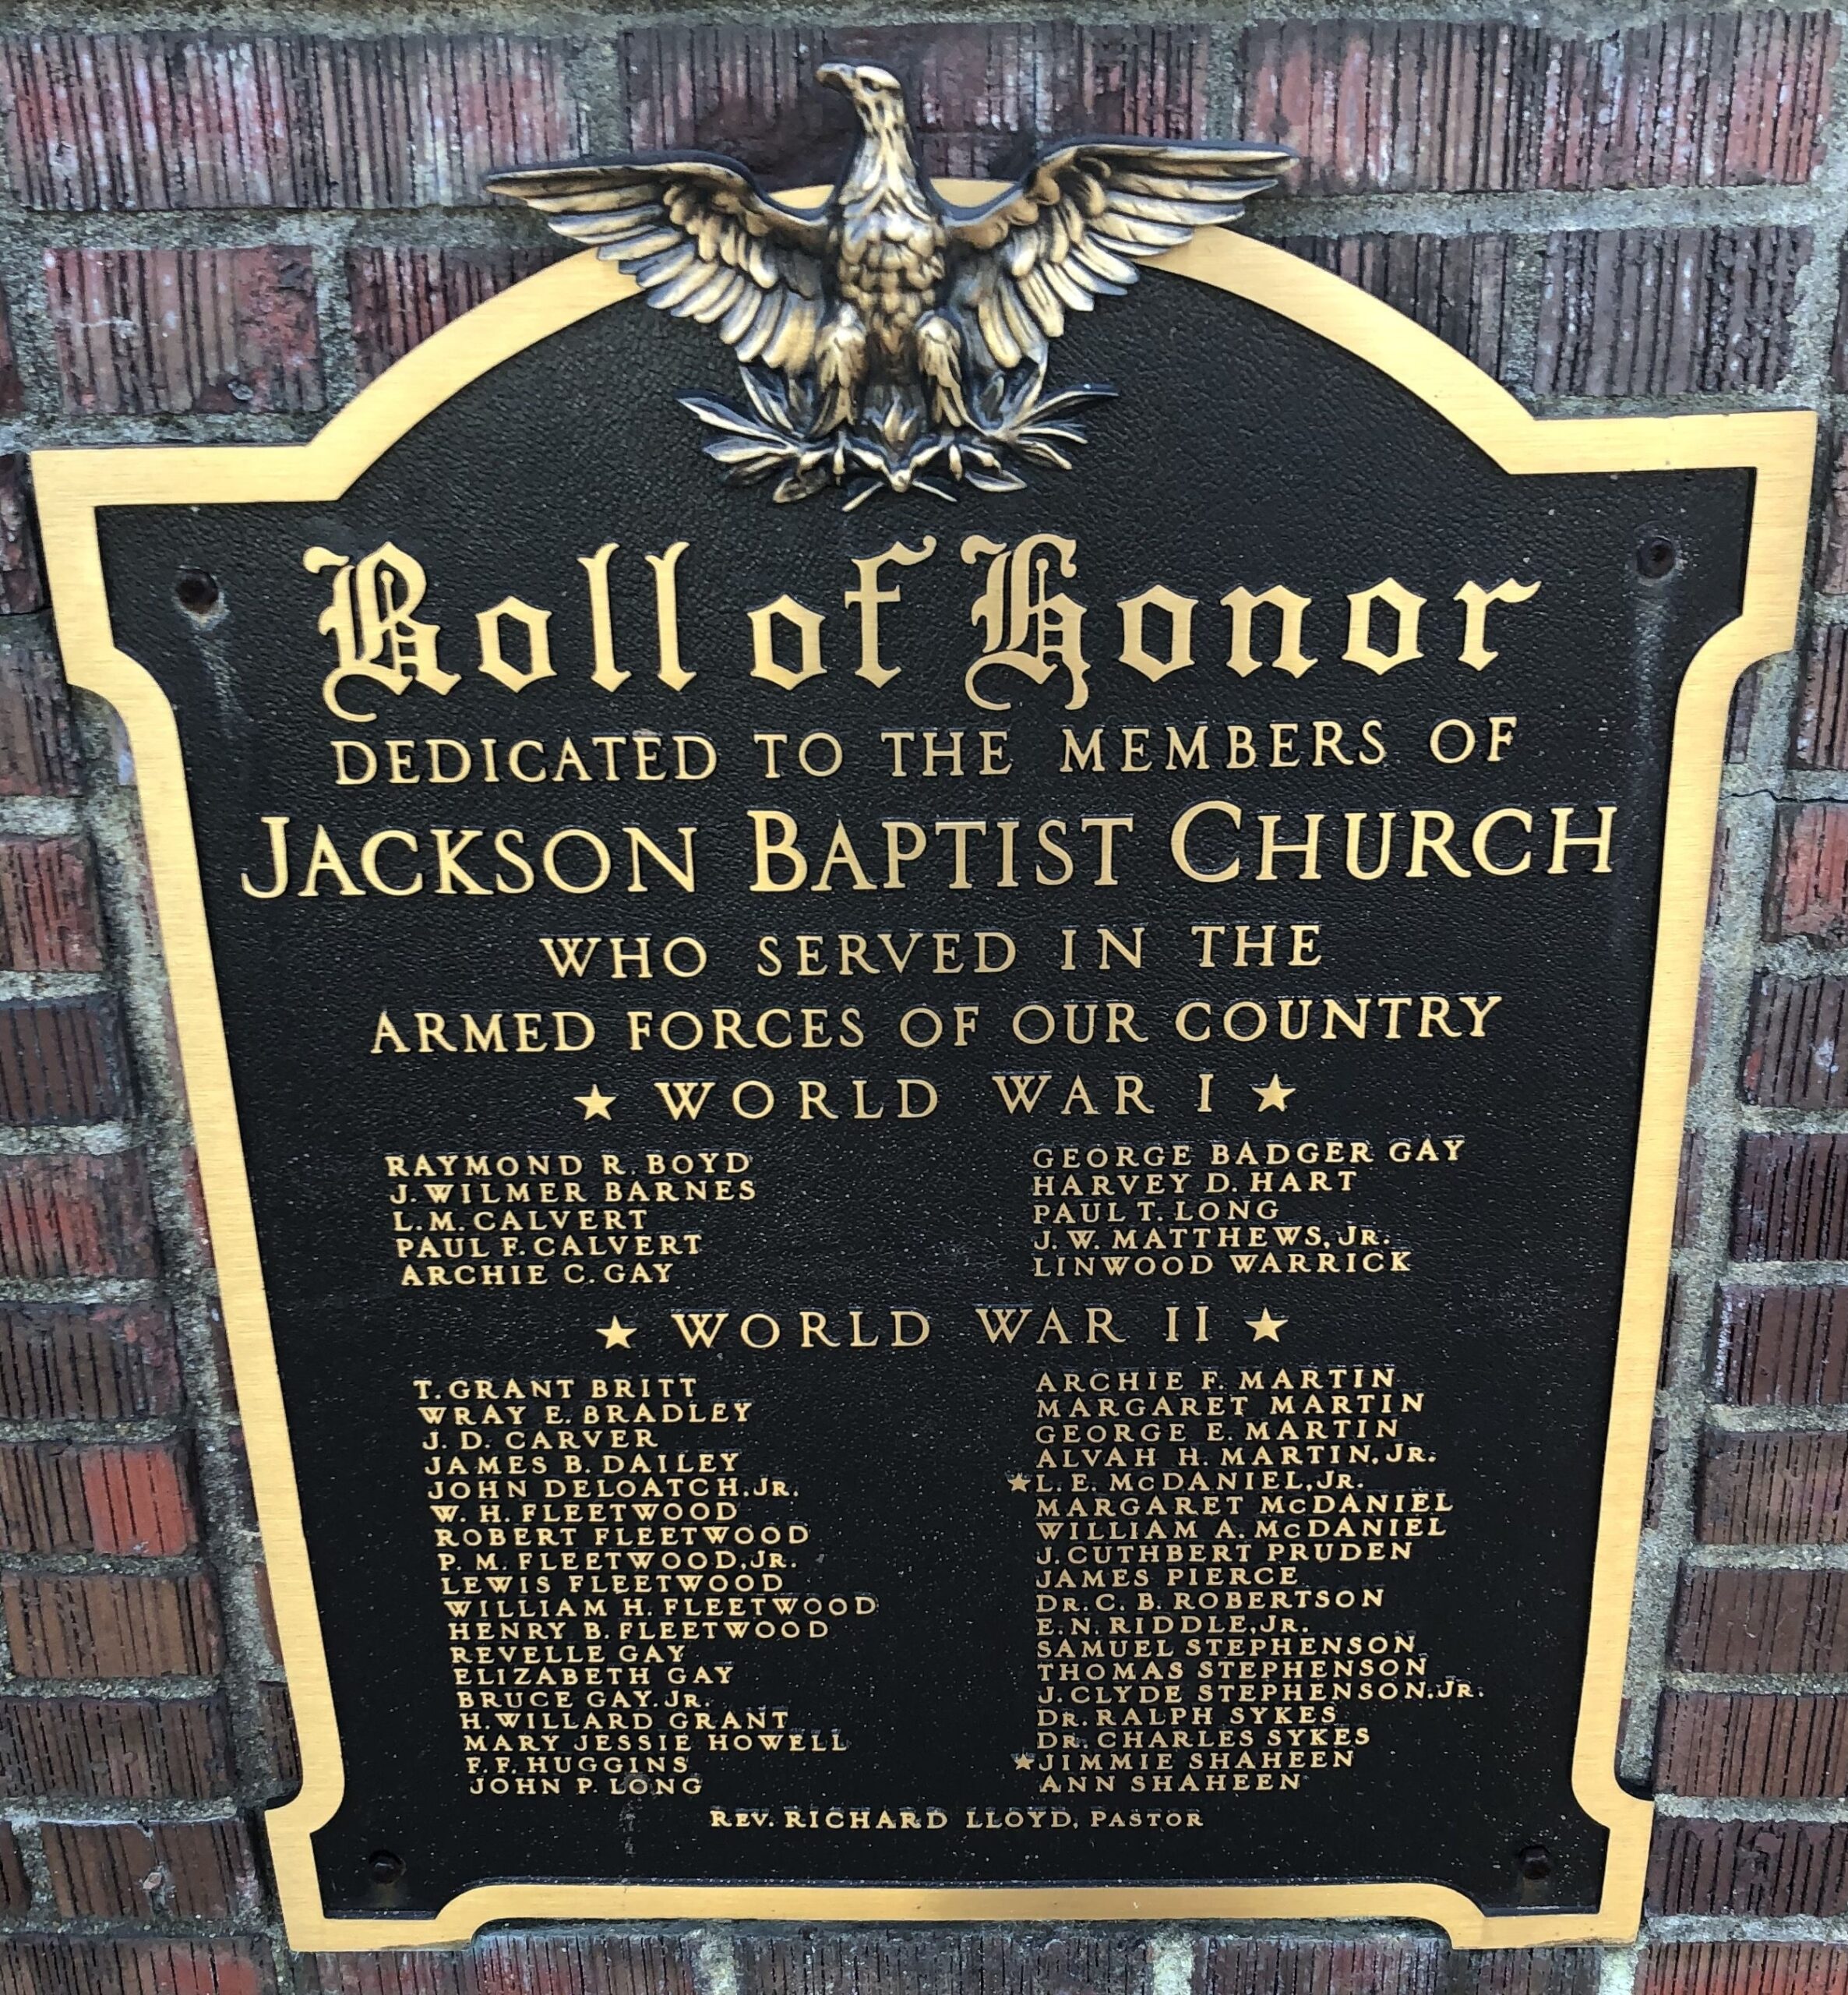 Roll of Honor
DEDICATED TO THE MEMBERS OF
JACKSON BAPTIST CHURCH
WHO SERVED IN THE
ARMED FORCES OF OUR COUNTRY
★ WORLD WAR I ★
RAYMOND R. BOYD
J. WILMER BARNES
L. M. CALVERT
PAUL F. CALVERT
ARCHIE C. GAY
GEORGE BADGER GAY
HARVEY D. HART
PAUL T. LONG
J. W. MATTHEWS, JR.
LINWOOD WARRICK
★ WORLD WAR II ★
T. GRANT BRITT
WRAY E. BRADLEY
J. D. CARVER
JAMES B. DAILEY
JOHN DELOATCH, JR.
W. H. FLEETWOOD
ROBERT FLEETWOOD
P. M. FLEETWOOD, JR.
LEWIS FLEETWOOD
WILLIAM H. FLEETWOOD
HENRY B. FLEETWOOD
REVELLE GAY
ELIZABETH GAY
BRUCE GAY, JR.
H. WILLARD GRANT
MARY JESSIE HOWELL
F. F. HUGGINS
JOHN P. LONG
ARCHIE F. MARTIN
MARGARET MARTIN
GEORGE E. MARTIN
ALVAH H. MARTIN, JR.
★ L. E. McDANIEL, JR.
MARGARET McDANIEL
WILLIAM A. McDANIEL
J. CUTHBERT PRUDEN
JAMES PIERCE
DR. C. B. ROBERTSON
E. N. RIDDLE, JR.
SAMUEL STEPHENSON
THOMAS STEPHENSON
J. CLYDE STEPHENSON, JR.
DR. RALPH SYKES
DR. CHARLES SYKES
★ JIMMIE SHAHEEN
ANN SHAHEEN
REV. RICHARD LLOYD, PASTOR